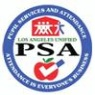 PUPIL SERVICES AND ATTENDANCE
LOS ANGELES UNIFIED
PSA
ATTENDANCE IS EVERYONE'S BUSINESS